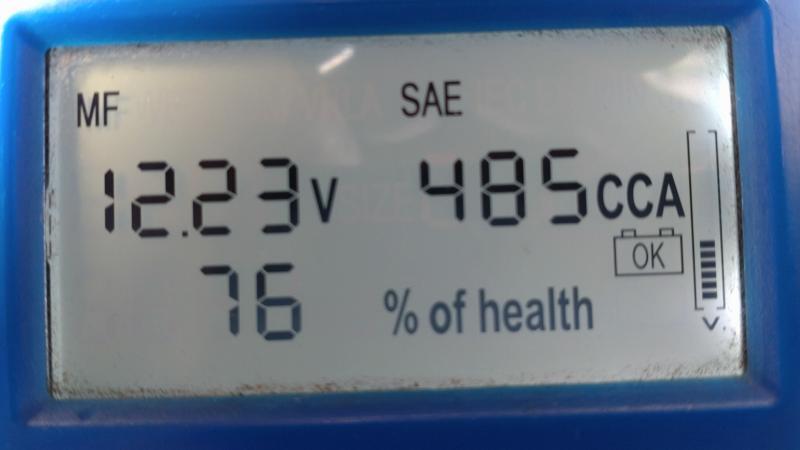 MF SAE
12.23V 485CCA
OK
76 % of health